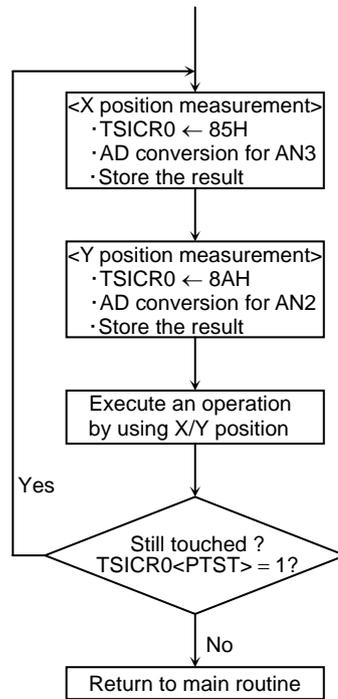 <X position measurement>
・TSICR0 ← 85H
・AD conversion for AN3
・Store the result
<Y position measurement>
・TSICR0 ← 8AH
・AD conversion for AN2
・Store the result
Execute an operation
by using X/Y position
Yes
Still touched ?
TSICR0<PTST> = 1?
No
Return to main routine